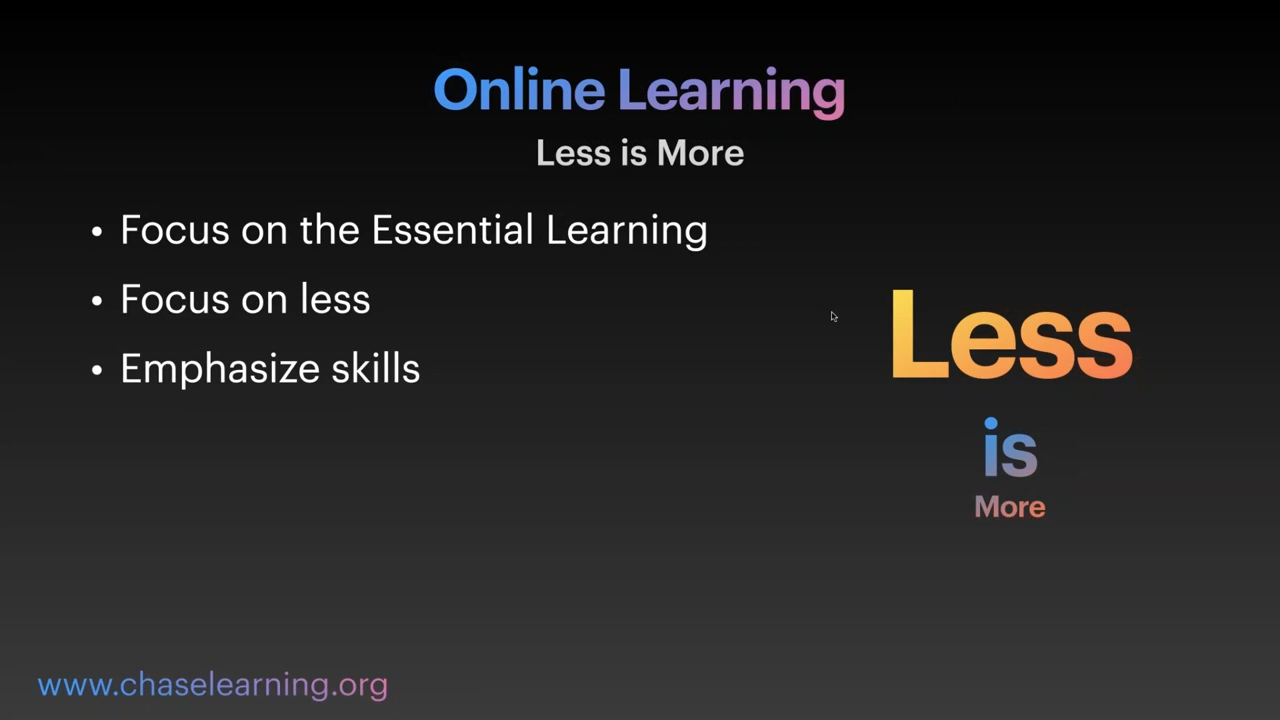 Online Learning
Less is More
• Focus on the Essential Learning
• Focus on less
• Emphasize skills
Less
is
More
www.chaselearning.org